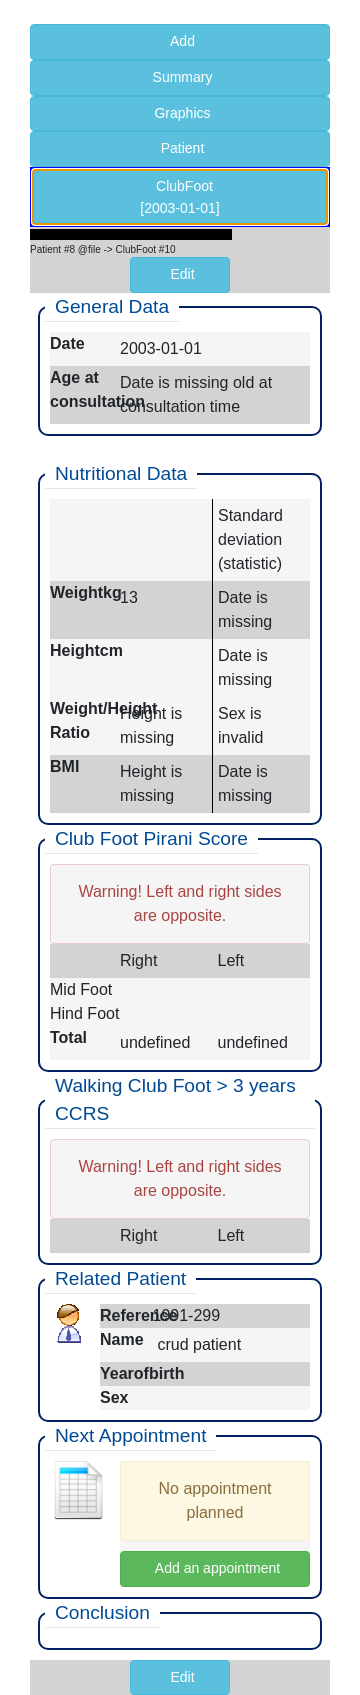 Add
Summary
Graphics
Patient
ClubFoot
[2003-01-01]
Patient #8 @file -> ClubFoot #10
Edit
General Data
Date 2003-01-01
Age at Date is missing old at
consultation consultation time
Nutritional Data
Standard
deviation
(statistic)
Weightkg 13 Date is
missing
Heightcm Date is
missing
Weight/Height Height is Sex is
Ratio missing invalid
BMI Height is Date is
missing missing
Club Foot Pirani Score
Warning! Left and right sides
are opposite.
Right Left
Mid Foot
Hind Foot
Total undefined undefined
Walking Club Foot > 3 years
CCRS
Warning! Left and right sides
are opposite.
Right Left
Related Patient
Reference 1991-299
Name crud patient
Yearofbirth
Sex
Next Appointment
No appointment
planned
Add an appointment
Conclusion
Edit